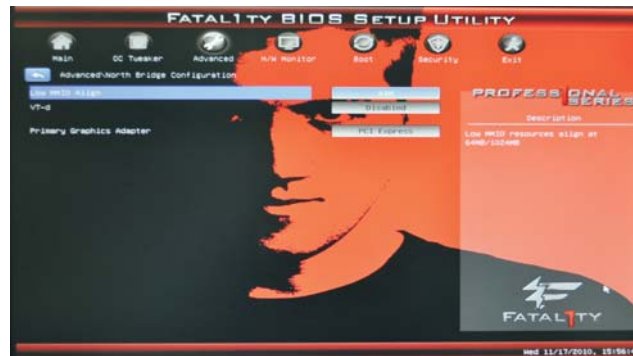 FATAL1TY BIOS SETUP UTILITY
Main OC Tweaker Advanced H/W Monitor Boot Security Exit
Advanced\North Bridge Configuration
Low MMIO Align
VT-d Disabled
Primary Graphics Adapter PCI Express
PROFESSIONAL
SERIES
Description
Low MMIO resources align at
64MB/1024MB
FATAL1TY
Wed 11/17/2010, 15:56: